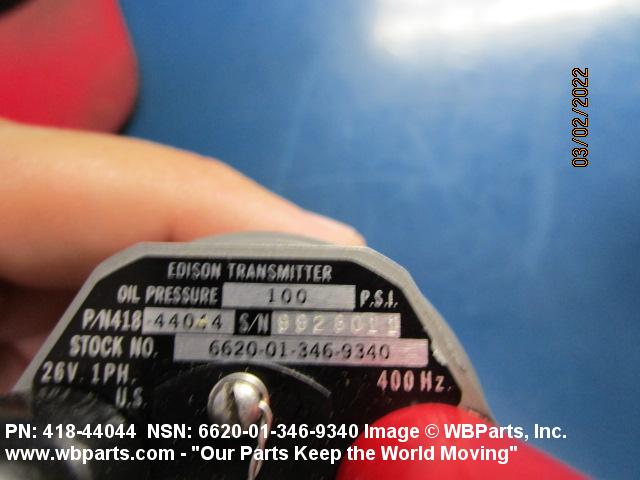 03/02/2022
EDISON TRANSMITTER
OIL PRESSURE 100 P.S.I.
P/N418-44044 S/N
STOCK NO. 6620-01-346-9340
26V. 1PH. 400 Hz.
U.S.
PN: 418-44044 NSN: 6620-01-346-9340 Image © WBParts, Inc.
www.wbparts.com - "Our Parts Keep the World Moving"